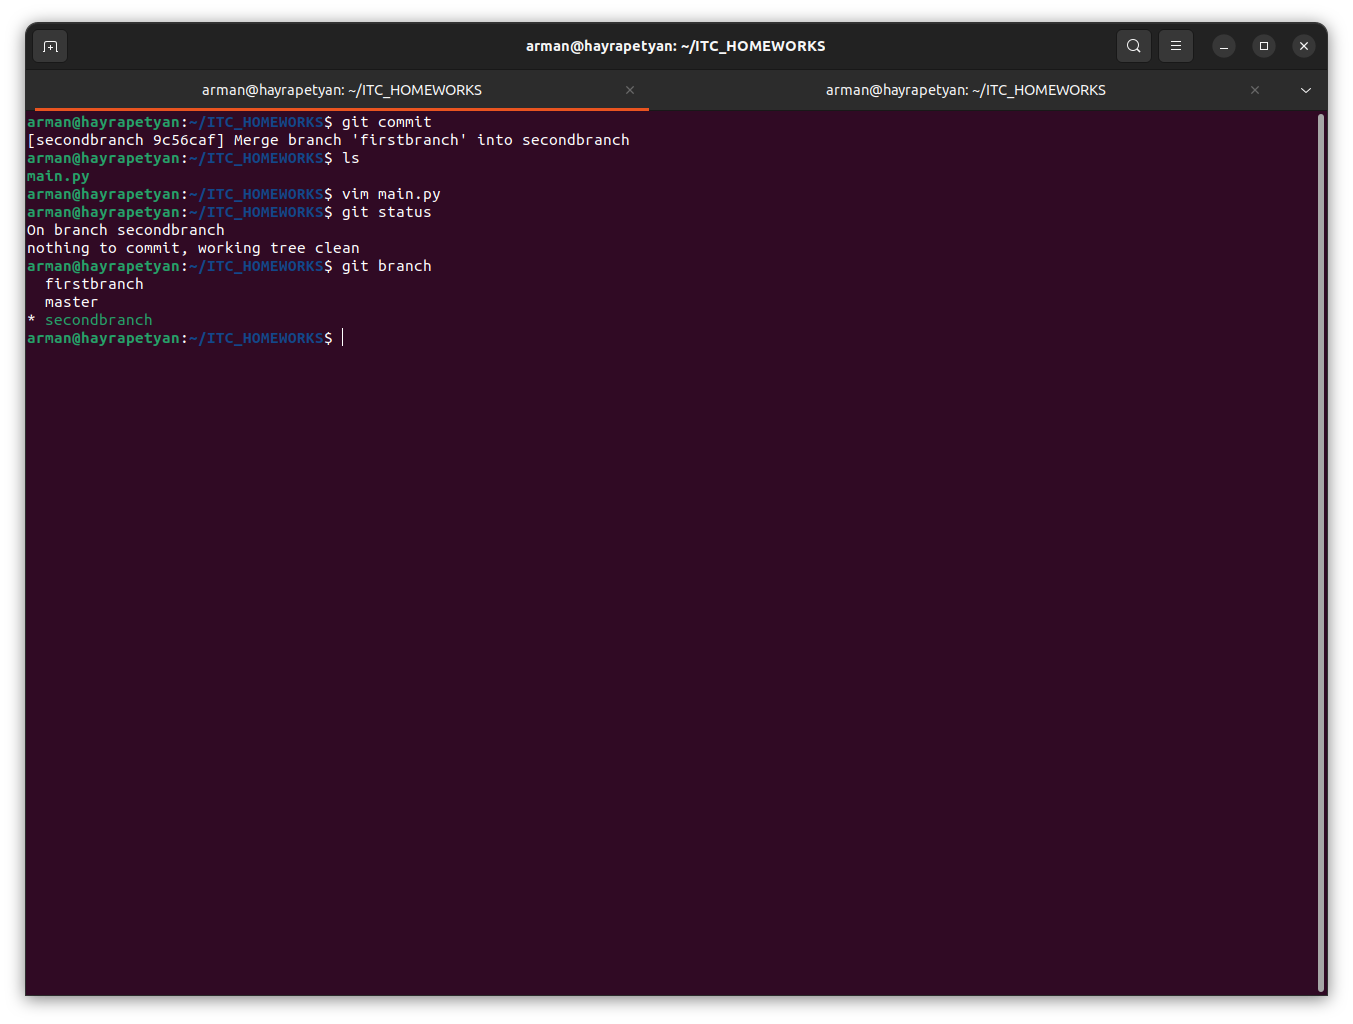 arman@hayrapetyan: ~/ITC_HOMEWORKS
arman@hayrapetyan: ~/ITC_HOMEWORKS
arman@hayrapetyan: ~/ITC_HOMEWORKS
arman@hayrapetyan:~/ITC_HOMEWORKS$ git commit
[secondbranch 9c56caf] Merge branch 'firstbranch' into secondbranch
arman@hayrapetyan:~/ITC_HOMEWORKS$ ls
main.py
arman@hayrapetyan:~/ITC_HOMEWORKS$ vim main.py
arman@hayrapetyan:~/ITC_HOMEWORKS$ git status
On branch secondbranch
nothing to commit, working tree clean
arman@hayrapetyan:~/ITC_HOMEWORKS$ git branch
  firstbranch
  master
* secondbranch
arman@hayrapetyan:~/ITC_HOMEWORKS$